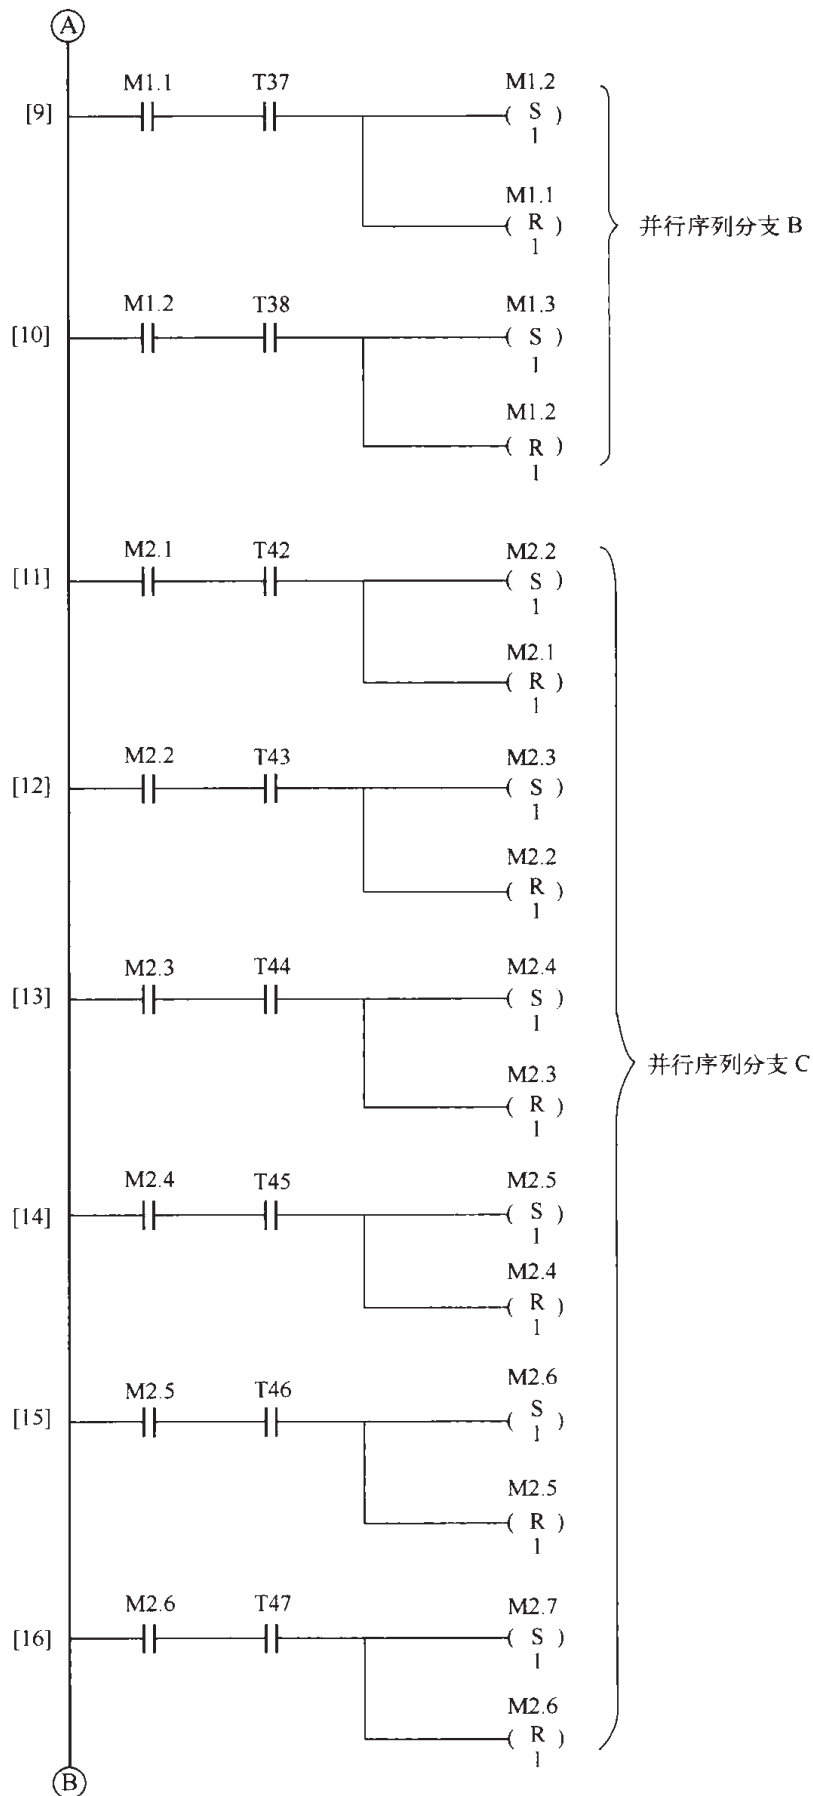 A
M1.1 T37 M1.2
[9] ( S )
1
M1.1
( R )
1
并行序列分支 B
M1.2 T38 M1.3
[10] ( S )
1
M1.2
( R )
1
M2.1 T42 M2.2
[11] ( S )
1
M2.1
( R )
1
M2.2 T43 M2.3
[12] ( S )
1
M2.2
( R )
1
M2.3 T44 M2.4
[13] ( S )
1
并行序列分支 C
M2.3
( R )
1
M2.4 T45 M2.5
[14] ( S )
1
M2.4
( R )
1
M2.5 T46 M2.6
[15] ( S )
1
M2.5
( R )
1
M2.6 T47 M2.7
[16] ( S )
1
M2.6
( R )
1
B